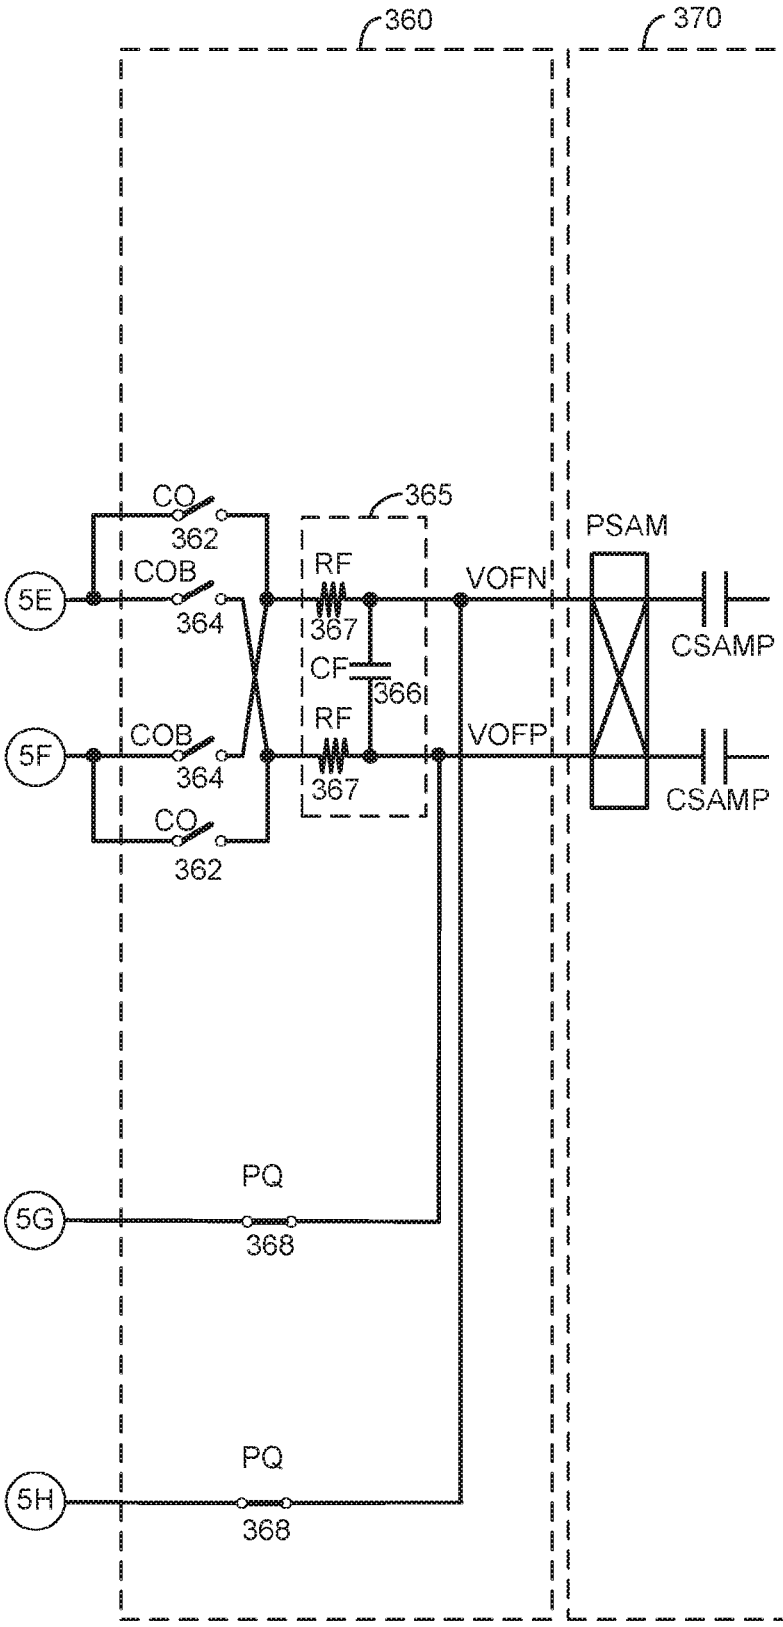 360
370
CO
362
365
PSAM
COB
5E
364
RF
367
VOFN
CSAMP
CF
366
COB
5F
364
RF
367
VOFP
CSAMP
CO
362
PQ
5G
368
PQ
5H
368